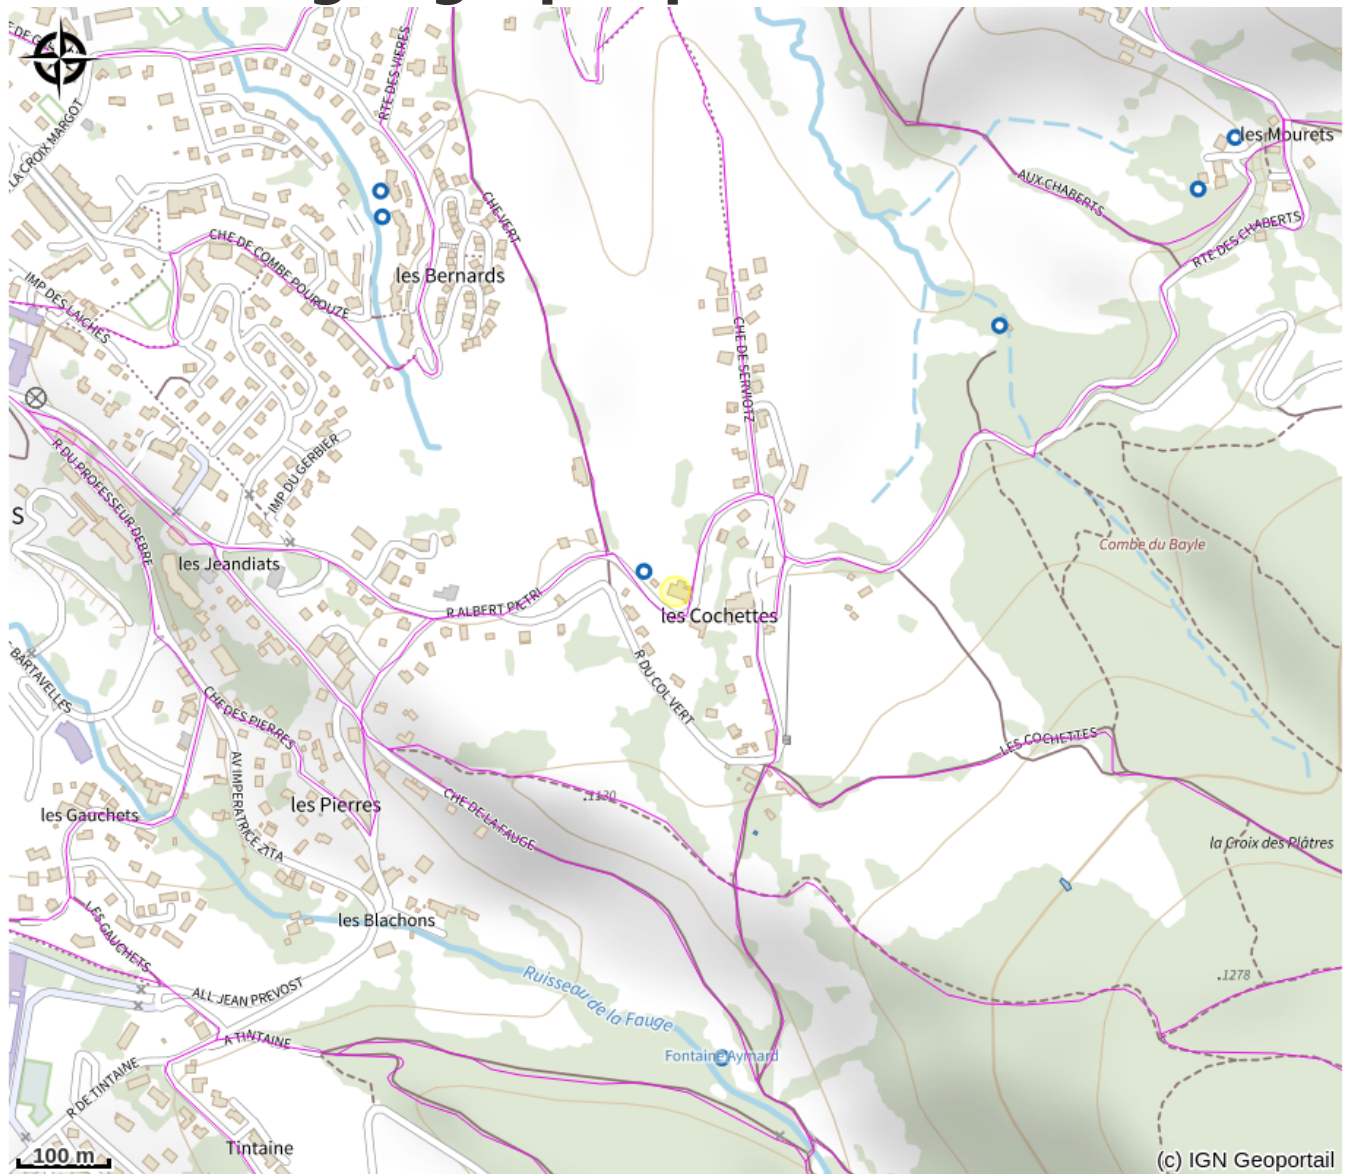 RTE DES VIERES
LA CROIX MARGOT
les Mourets
AUX CHABERTS
CHE VERT
RTE DES CHABERTS
CHE DE COMBE POUROUZE
les Bernards
IMP DES LAICHES
CHE DE SERVIOTZ
IMP DU GERBIER
R DU PROFESSEUR DEBRE
S
Combe du Bayle
les Jeandiats
R ALBERT PIETRI
les Cochettes
R DU COL VERT
BARTAVELLES
CHE DES PIERRES
LES COCHETTES
AV IMPERATRICE ZITA
.1130
les Pierres
CHE DE LA FAUGE
les Gauchets
la Croix des Plâtres
les Blachons
LES GAUCHETS
.1278
Ruisseau de la Fauge
ALL JEAN PREVOST
A TINTAINE
Fontaine Aymard
R DE TINTAINE
Tintaine
100 m
(c) IGN Geoportail